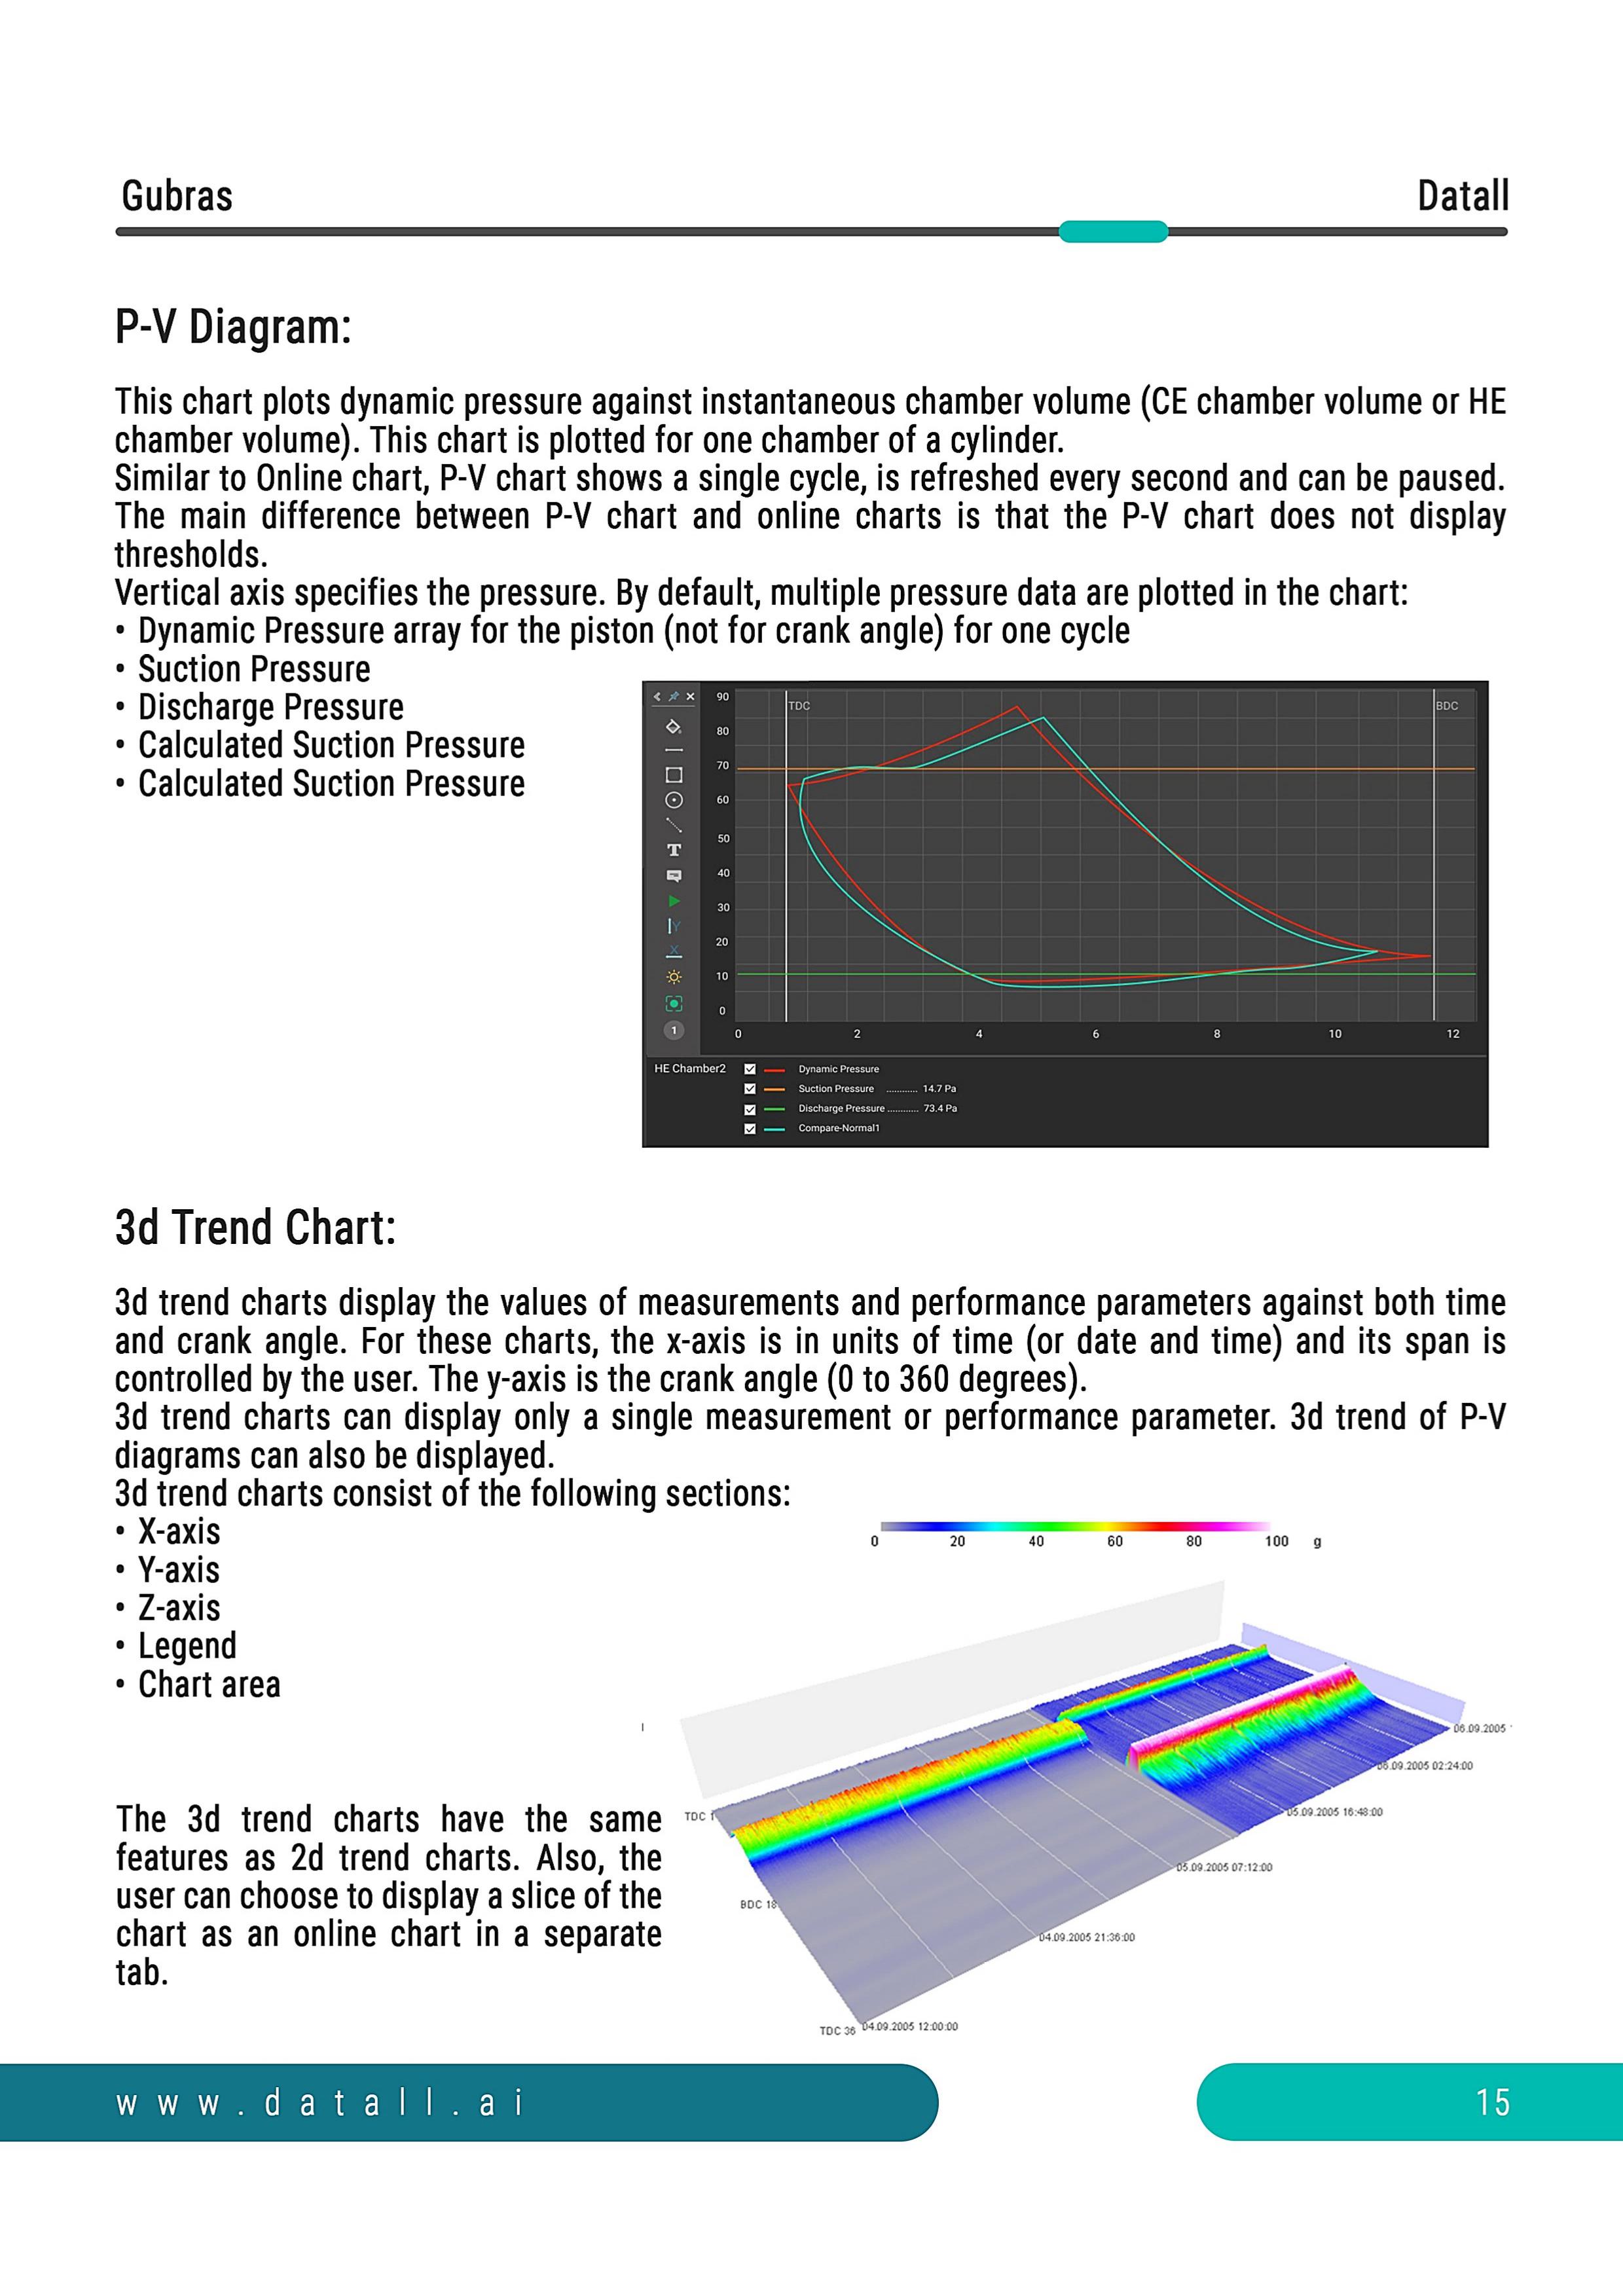 Gubras
Datall
P-V Diagram:
This chart plots dynamic pressure against instantaneous chamber volume (CE chamber volume or HE
chamber volume). This chart is plotted for one chamber of a cylinder.
Similar to Online chart, P-V chart shows a single cycle, is refreshed every second and can be paused.
The main difference between P-V chart and online charts is that the P-V chart does not display
thresholds.
Vertical axis specifies the pressure. By default, multiple pressure data are plotted in the chart:
• Dynamic Pressure array for the piston (not for crank angle) for one cycle
• Suction Pressure
• Discharge Pressure
• Calculated Suction Pressure
• Calculated Suction Pressure
90
80
70
60
50
40
30
20
10
0
TDC
BDC
T
Y
X
1
0 2 4 6 8 10 12
HE Chamber2
Dynamic Pressure
Suction Pressure ............ 14.7 Pa
Discharge Pressure ............ 73.4 Pa
Compare-Normal1
3d Trend Chart:
3d trend charts display the values of measurements and performance parameters against both time
and crank angle. For these charts, the x-axis is in units of time (or date and time) and its span is
controlled by the user. The y-axis is the crank angle (0 to 360 degrees).
3d trend charts can display only a single measurement or performance parameter. 3d trend of P-V
diagrams can also be displayed.
3d trend charts consist of the following sections:
• X-axis
• Y-axis
• Z-axis
• Legend
• Chart area
0 20 40 60 80 100 g
06.09.2005
06.09.2005 02:24:00
05.09.2005 16:48:00
05.09.2005 07:12:00
04.09.2005 21:36:00
04.09.2005 12:00:00
TDC 1
BDC 18
TDC 36
The 3d trend charts have the same
features as 2d trend charts. Also, the
user can choose to display a slice of the
chart as an online chart in a separate
tab.
www.datall.ai
15